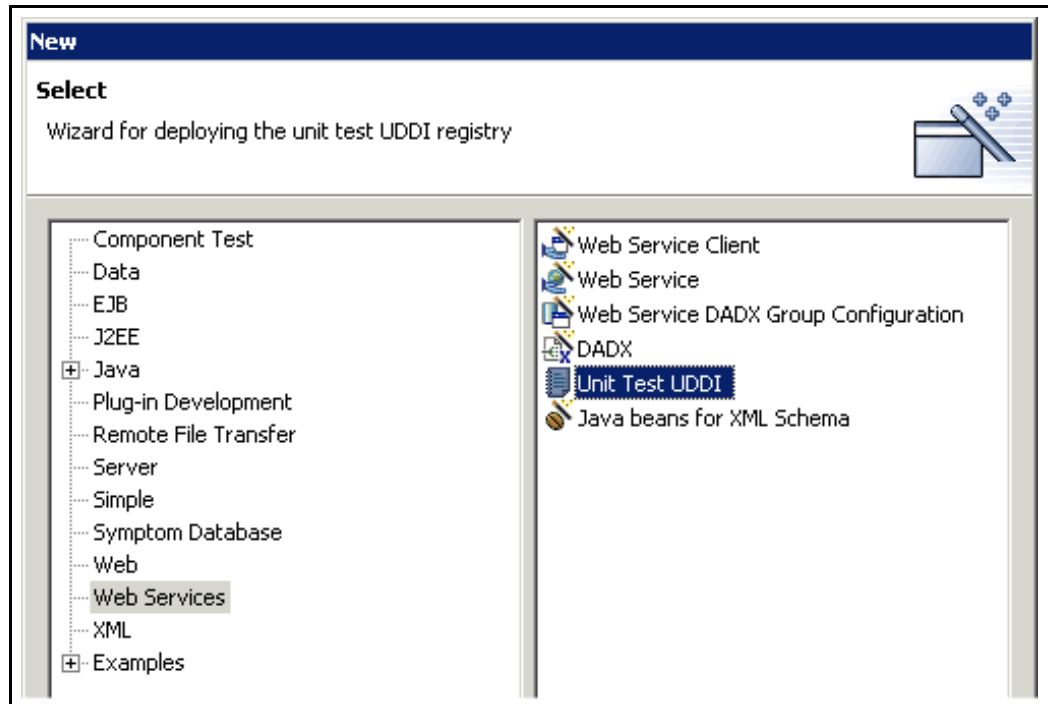 New
Select
Wizard for deploying the unit test UDDI registry
Component Test
Data
EJB
J2EE
Java
Plug-in Development
Remote File Transfer
Server
Simple
Symptom Database
Web
Web Services
XML
Examples
Web Service Client
Web Service
Web Service DADX Group Configuration
DADX
Unit Test UDDI
Java beans for XML Schema